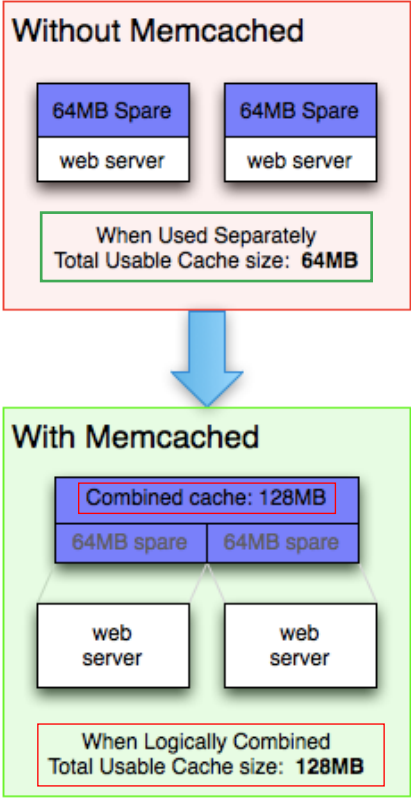 Without Memcached
64MB Spare
64MB Spare
web server
web server
When Used Separately
Total Usable Cache size: 64MB
With Memcached
Combined cache: 128MB
64MB spare
64MB spare
web
server
web
server
When Logically Combined
Total Usable Cache size: 128MB